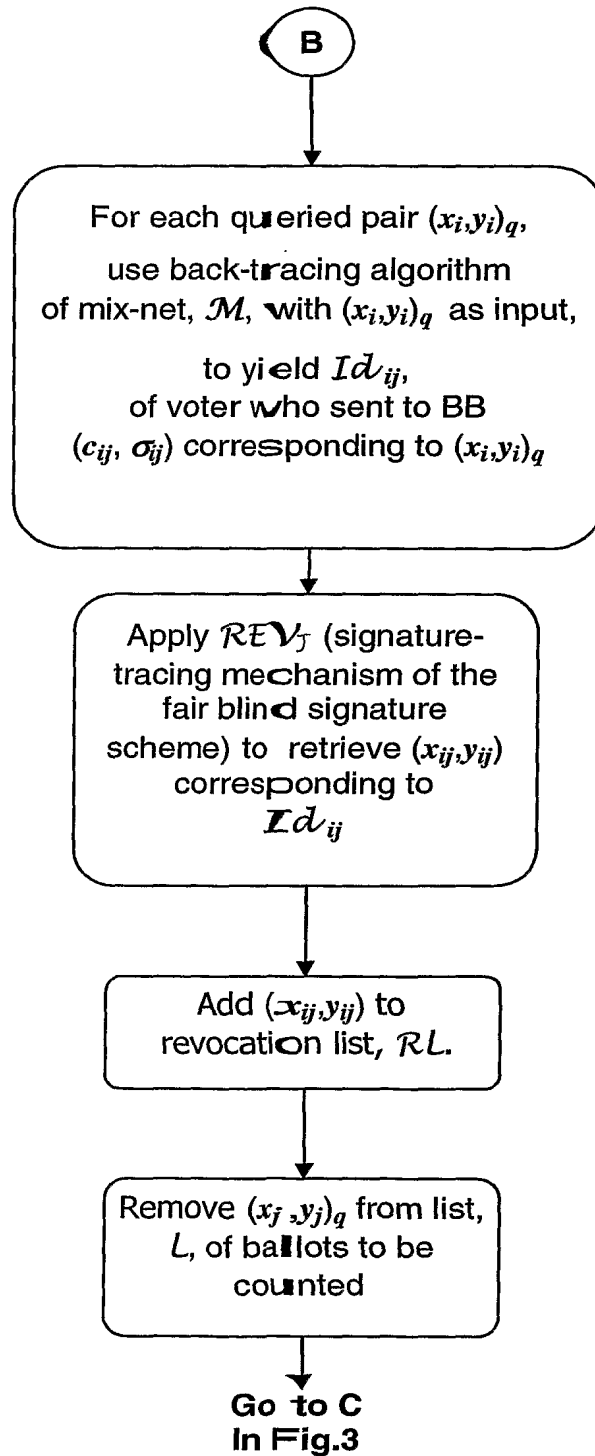 B
For each queried pair (xᵢ,yᵢ)q,
use back-tracing algorithm
of mix-net, ℳ, with (xᵢ,yᵢ)q as input,
to yield Idᵢⱼ,
of voter who sent to BB
(cᵢⱼ, σᵢⱼ) corresponding to (xᵢ,yᵢ)q
Apply REV_J (signature-
tracing mechanism of the
fair blind signature
scheme) to retrieve (xᵢⱼ,yᵢⱼ)
corresponding to
Idᵢⱼ
Add (xᵢⱼ,yᵢⱼ) to
revocation list, RL.
Remove (xⱼ,yⱼ)q from list,
L, of ballots to be
counted
Go to C
In Fig.3